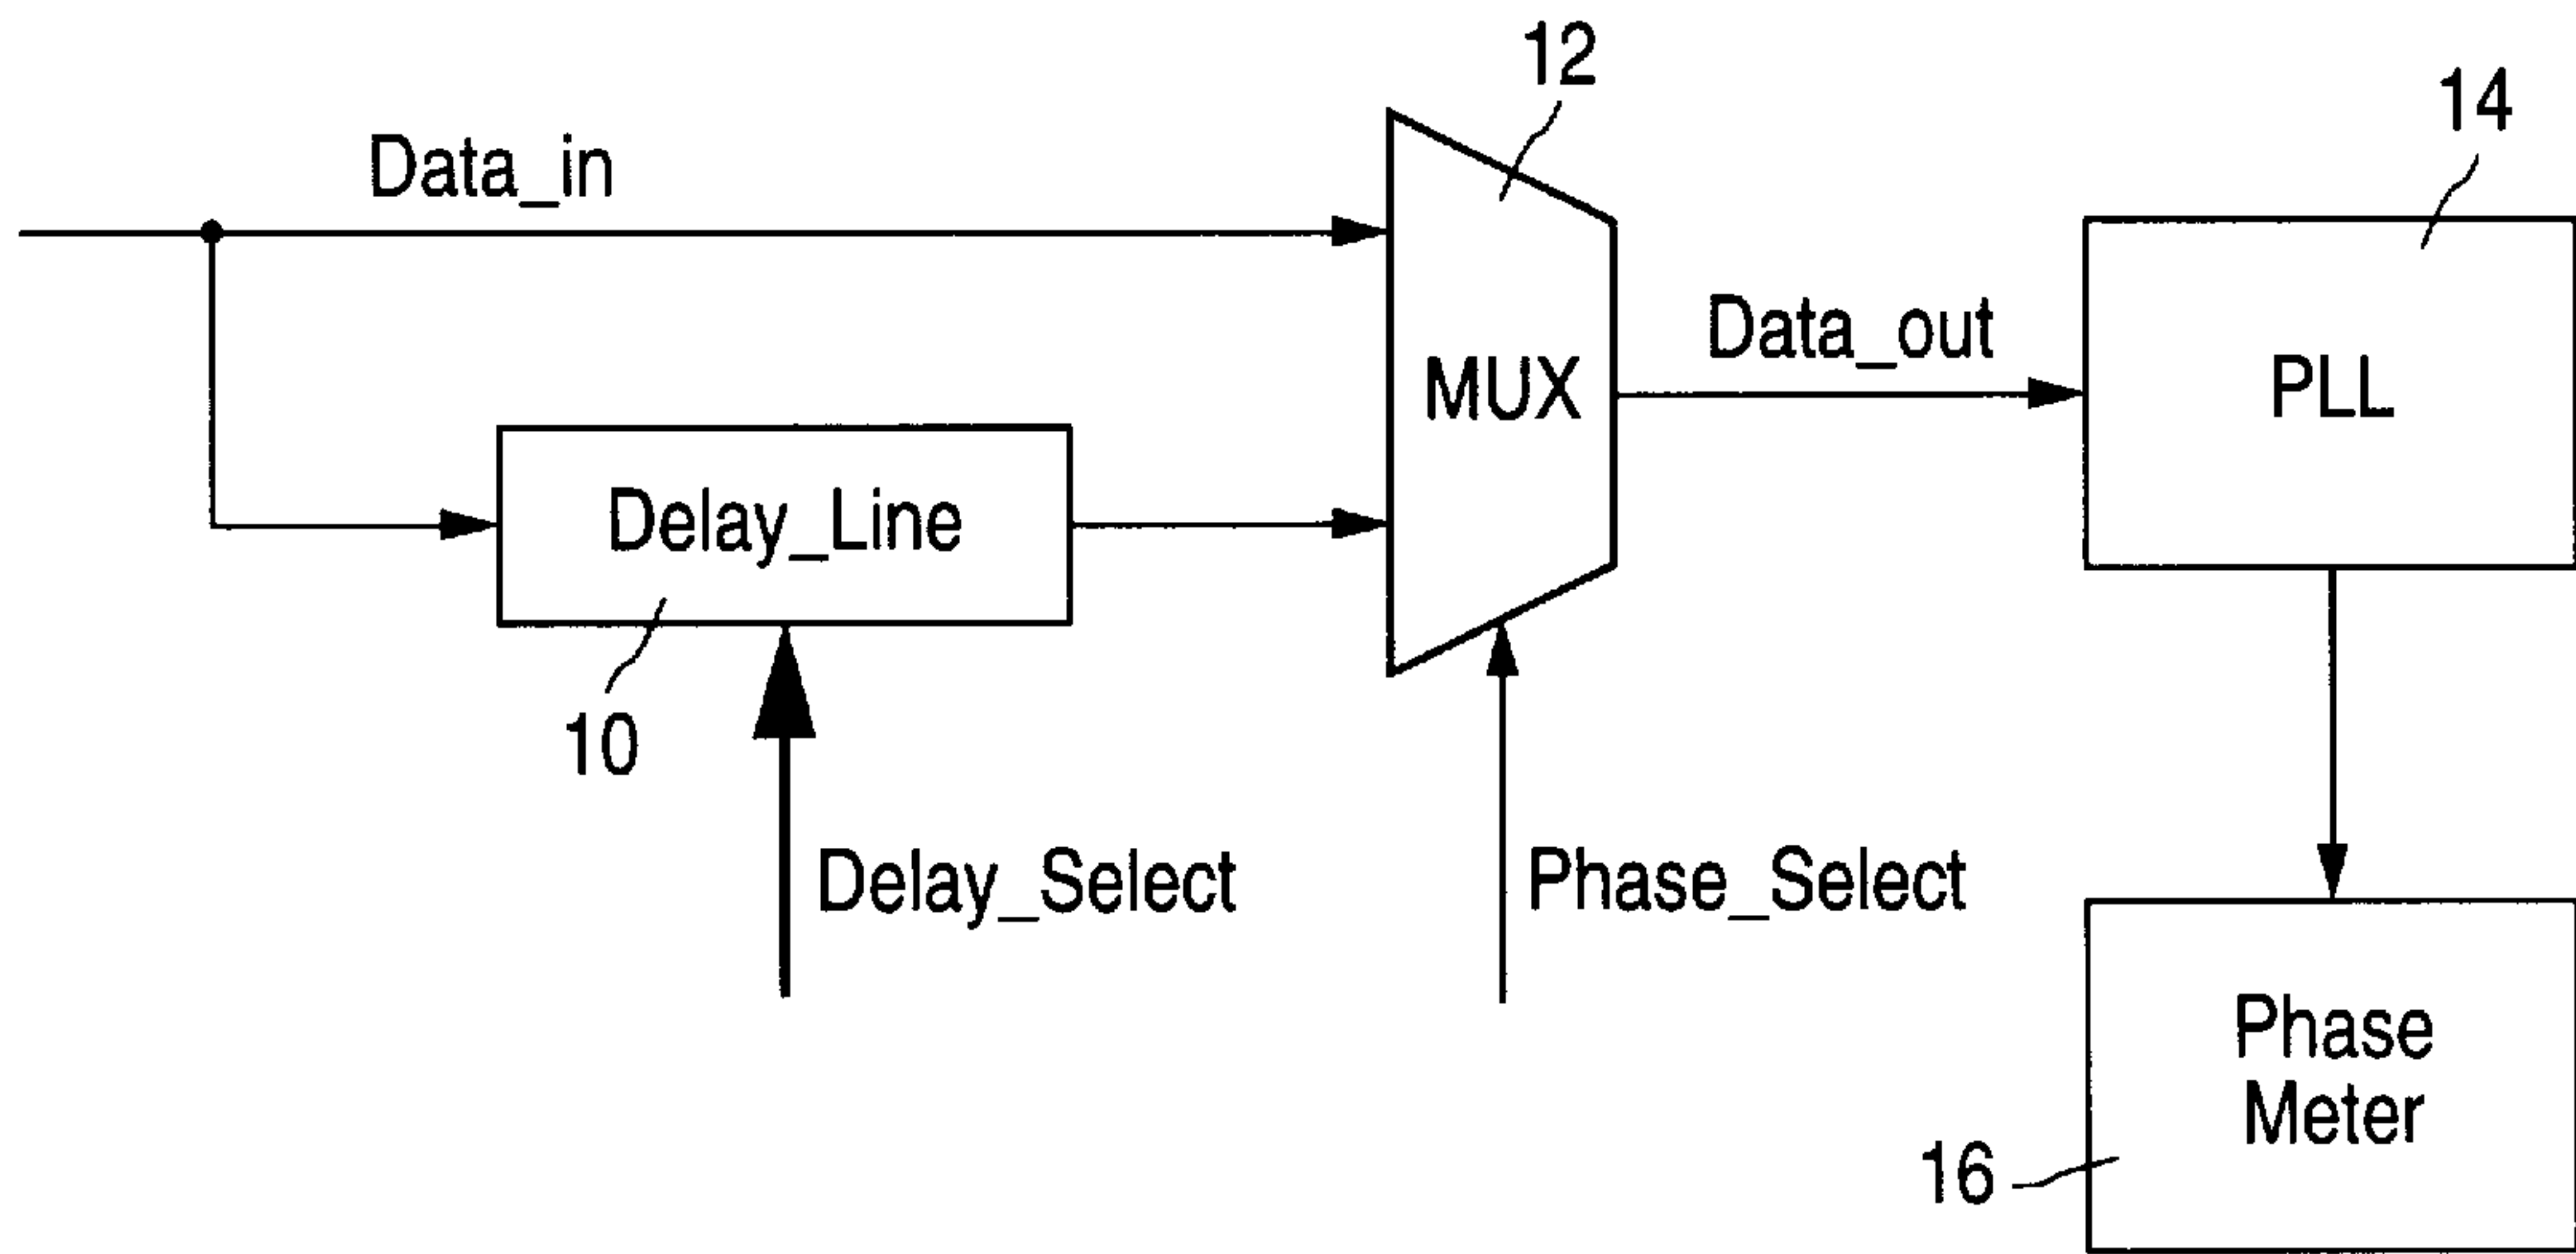 12
14
Data_in
Data_out
MUX
PLL
Delay_Line
10
Delay_Select
Phase_Select
Phase
Meter
16